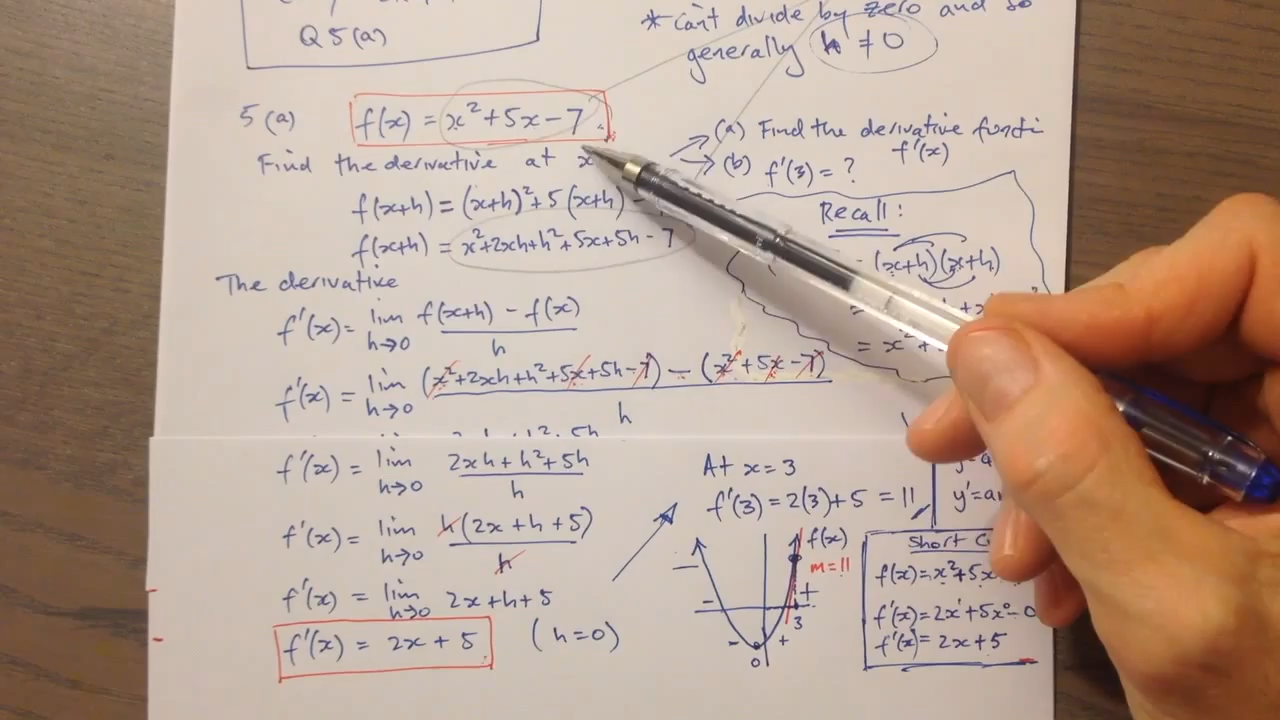 Q5(a)
*Can't divide by zero and so
generally h ≠ 0
5(a) f(x) = x²+5x-7
Find the derivative at x
f(x+h) = (x+h)²+5(x+h) -
f(x+h) = x²+2xh+h²+5x+5h-7
(a) Find the derivative functi
f'(x)
(b) f'(3) = ?
Recall:
(x+h)(x+h)
= x²+
The derivative
f'(x) = lim h→0 f(x+h) - f(x) / h
f'(x) = lim h→0 (x²+2xh+h²+5x+5h-7) - (x²+5x-7) / h
f'(x) = lim h→0 2xh+h²+5h / h
f'(x) = lim h→0 h(2x+h+5) / h
f'(x) = lim h→0 2x+h+5
f'(x) = 2x+5 (h=0)
At x=3
f'(3) = 2(3)+5 = 11
f(x)
m=11
- - - 0 + + 3
y'=
Short C
f(x)=x²+5x
f'(x)=2x¹+5x⁰-0
f'(x)=2x+5